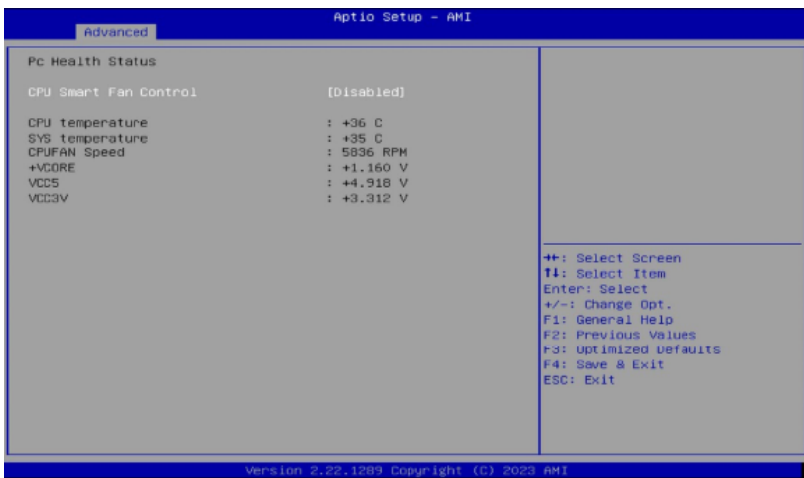 Aptio Setup - AMI
Advanced
Pc Health Status
CPU Smart Fan Control [Disabled]
CPU temperature : +36 C
SYS temperature : +35 C
CPUFAN Speed : 5836 RPM
+VCORE : +1.160 V
VCC5 : +4.918 V
VCC3V : +3.312 V
→←: Select Screen
↑↓: Select Item
Enter: Select
+/-: Change Opt.
F1: General Help
F2: Previous Values
F3: Optimized Defaults
F4: Save & Exit
ESC: Exit
Version 2.22.1289 Copyright (C) 2023 AMI